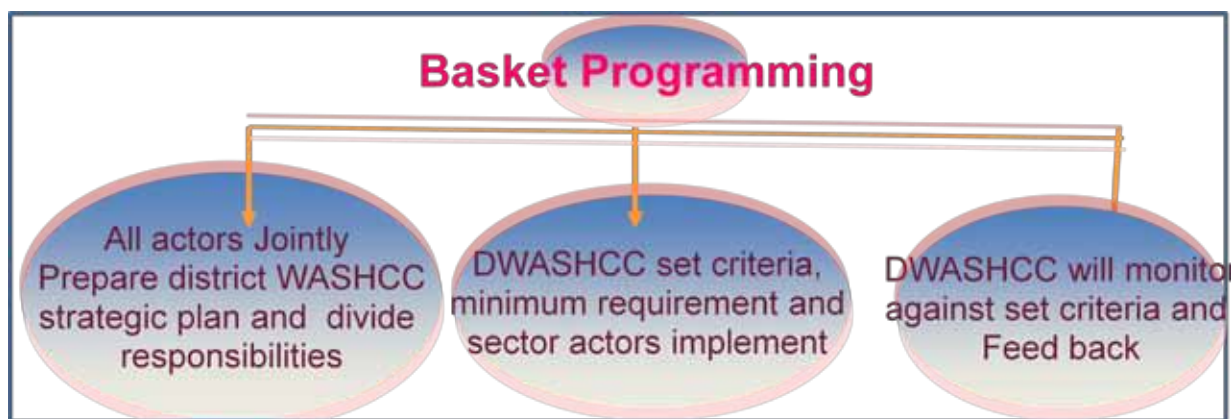 Basket Programming
All actors Jointly
Prepare district WASHCC
strategic plan and divide
responsibilities
DWASHCC set criteria,
minimum requirement and
sector actors implement
DWASHCC will monitor
against set criteria and
Feed back